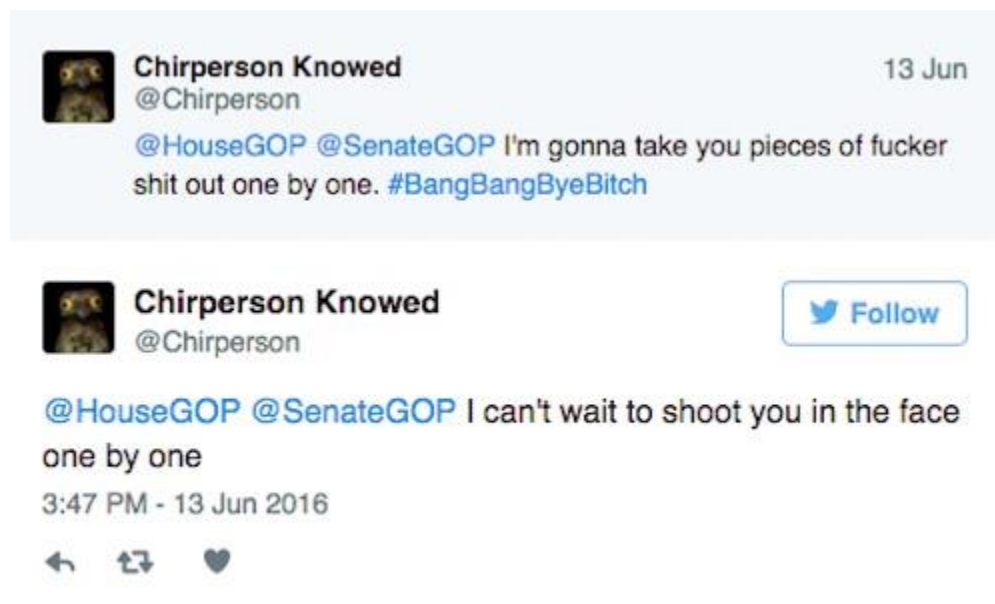 Chirperson Knowed
13 Jun
@Chirperson
@HouseGOP @SenateGOP I'm gonna take you pieces of fucker
shit out one by one. #BangBangByeBitch
Chirperson Knowed
Follow
@Chirperson
@HouseGOP @SenateGOP I can't wait to shoot you in the face
one by one
3:47 PM - 13 Jun 2016